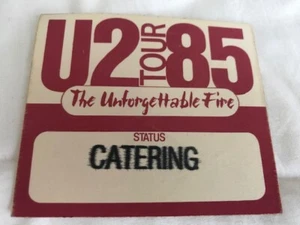 U2 TOUR 85
The Unforgettable Fire
STATUS
CATERING